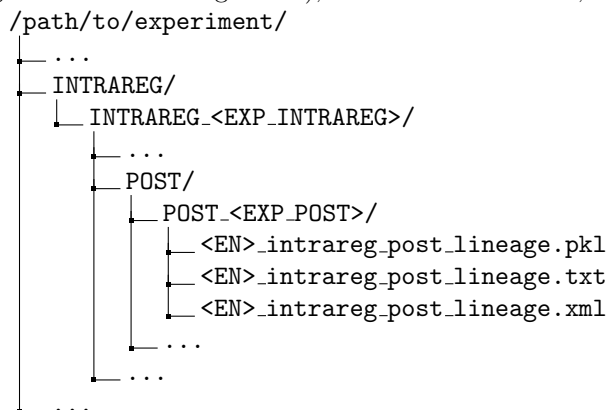 /path/to/experiment/
...
INTRAREG/
INTRAREG_<EXP_INTRAREG>/
...
POST/
POST_<EXP_POST>/
<EN>_intrareg_post_lineage.pkl
<EN>_intrareg_post_lineage.txt
<EN>_intrareg_post_lineage.xml
...
...
...